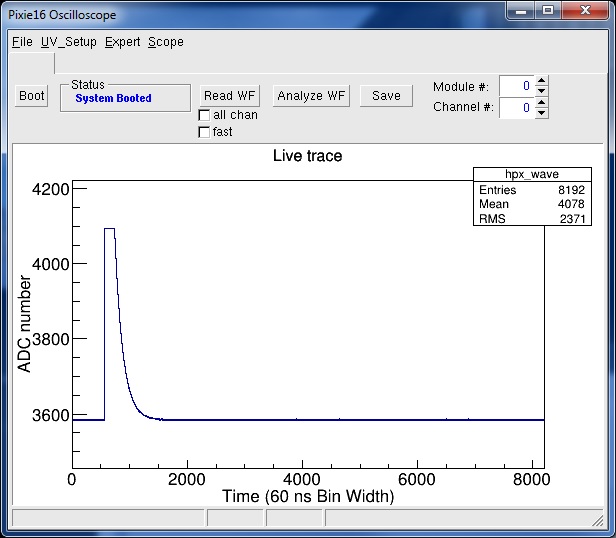 Pixie16 Oscilloscope
File UV_Setup Expert Scope
Boot
Status
System Booted
Read WF
Analyze WF
Save
Module #: 0
Channel #: 0
all chan
fast
Live trace
hpx_wave
Entries 8192
Mean 4078
RMS 2371
ADC number
4200
4000
3800
3600
0 2000 4000 6000 8000
Time (60 ns Bin Width)